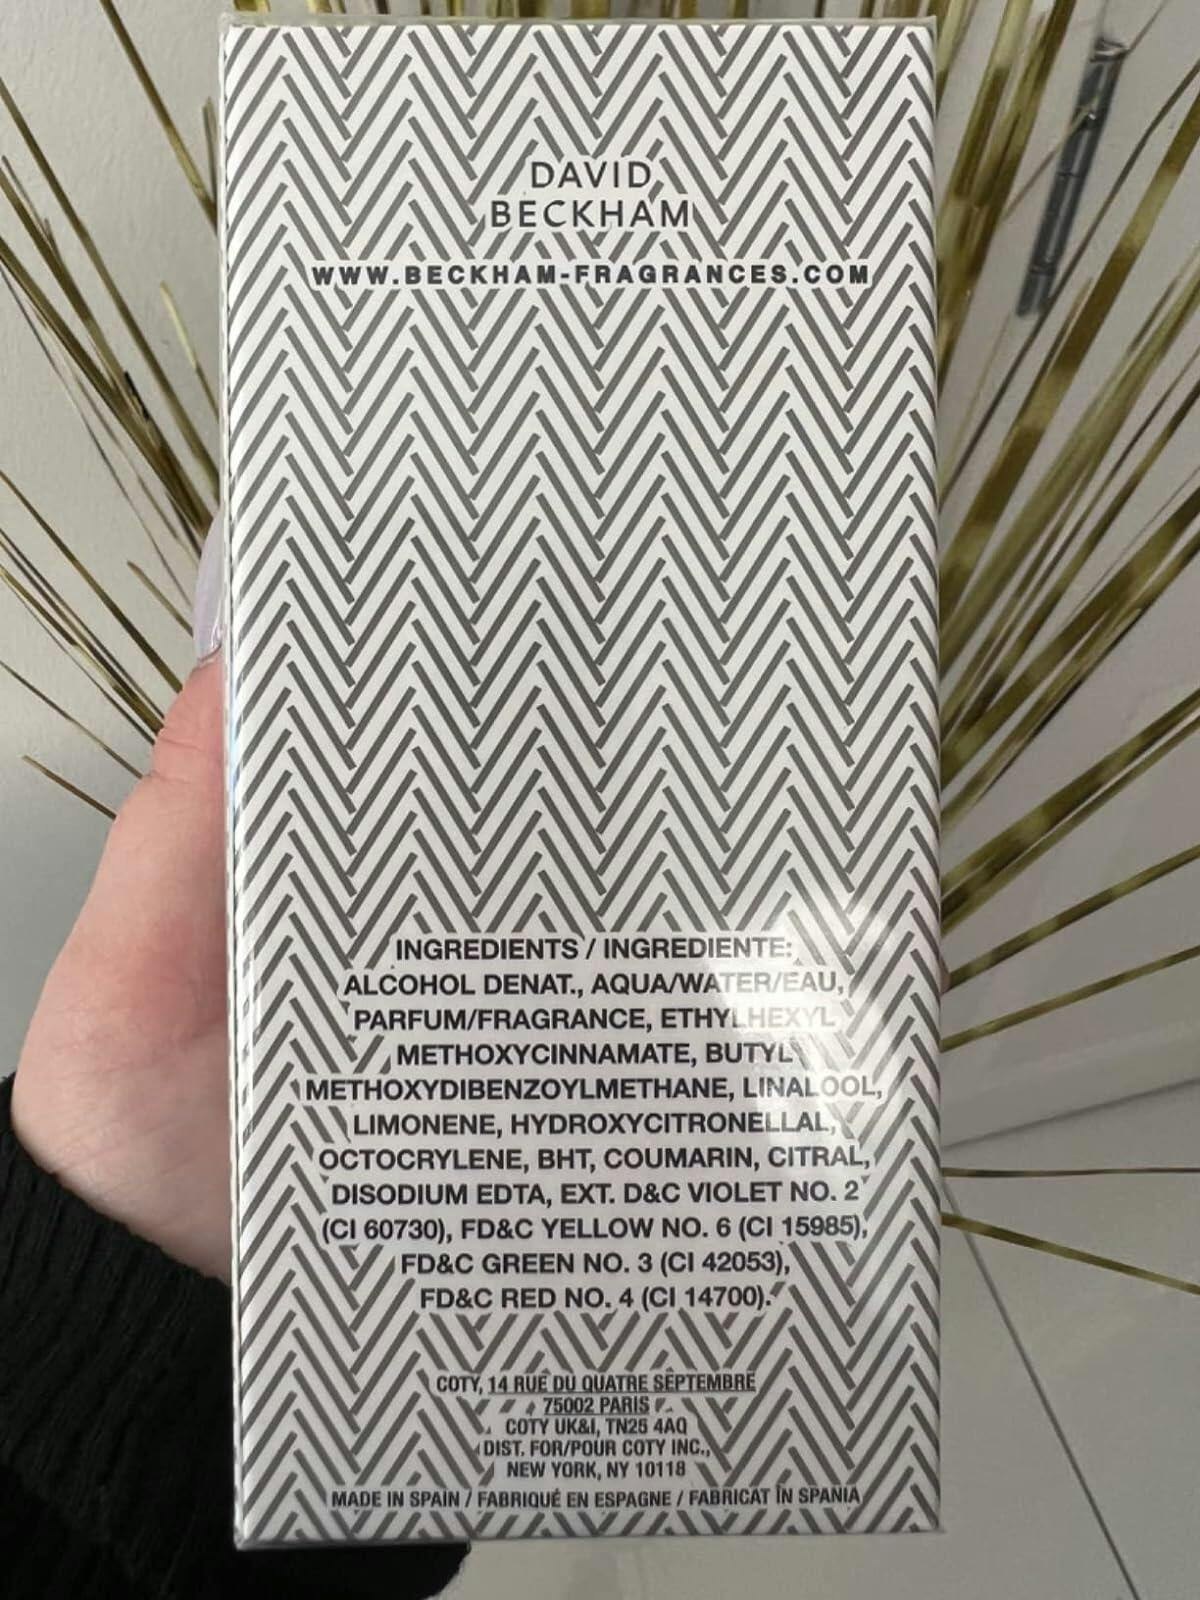 DAVID
BECKHAM
WWW.BECKHAM-FRAGRANCES.COM
INGREDIENTS / INGREDIENTE:
ALCOHOL DENAT., AQUA/WATER/EAU,
PARFUM/FRAGRANCE, ETHYLHEXYL
METHOXYCINNAMATE, BUTYL
METHOXYDIBENZOYLMETHANE, LINALOOL,
LIMONENE, HYDROXYCITRONELLAL,
OCTOCRYLENE, BHT, COUMARIN, CITRAL,
DISODIUM EDTA, EXT. D&C VIOLET NO. 2
(CI 60730), FD&C YELLOW NO. 6 (CI 15985),
FD&C GREEN NO. 3 (CI 42053),
FD&C RED NO. 4 (CI 14700).
COTY, 14 RUE DU QUATRE SEPTEMBRE
75002 PARIS
COTY UK&I, TN25 4AQ
DIST. FOR/POUR COTY INC.,
NEW YORK, NY 10118
MADE IN SPAIN / FABRIQUÉ EN ESPAGNE / FABRICAT ÎN SPANIA